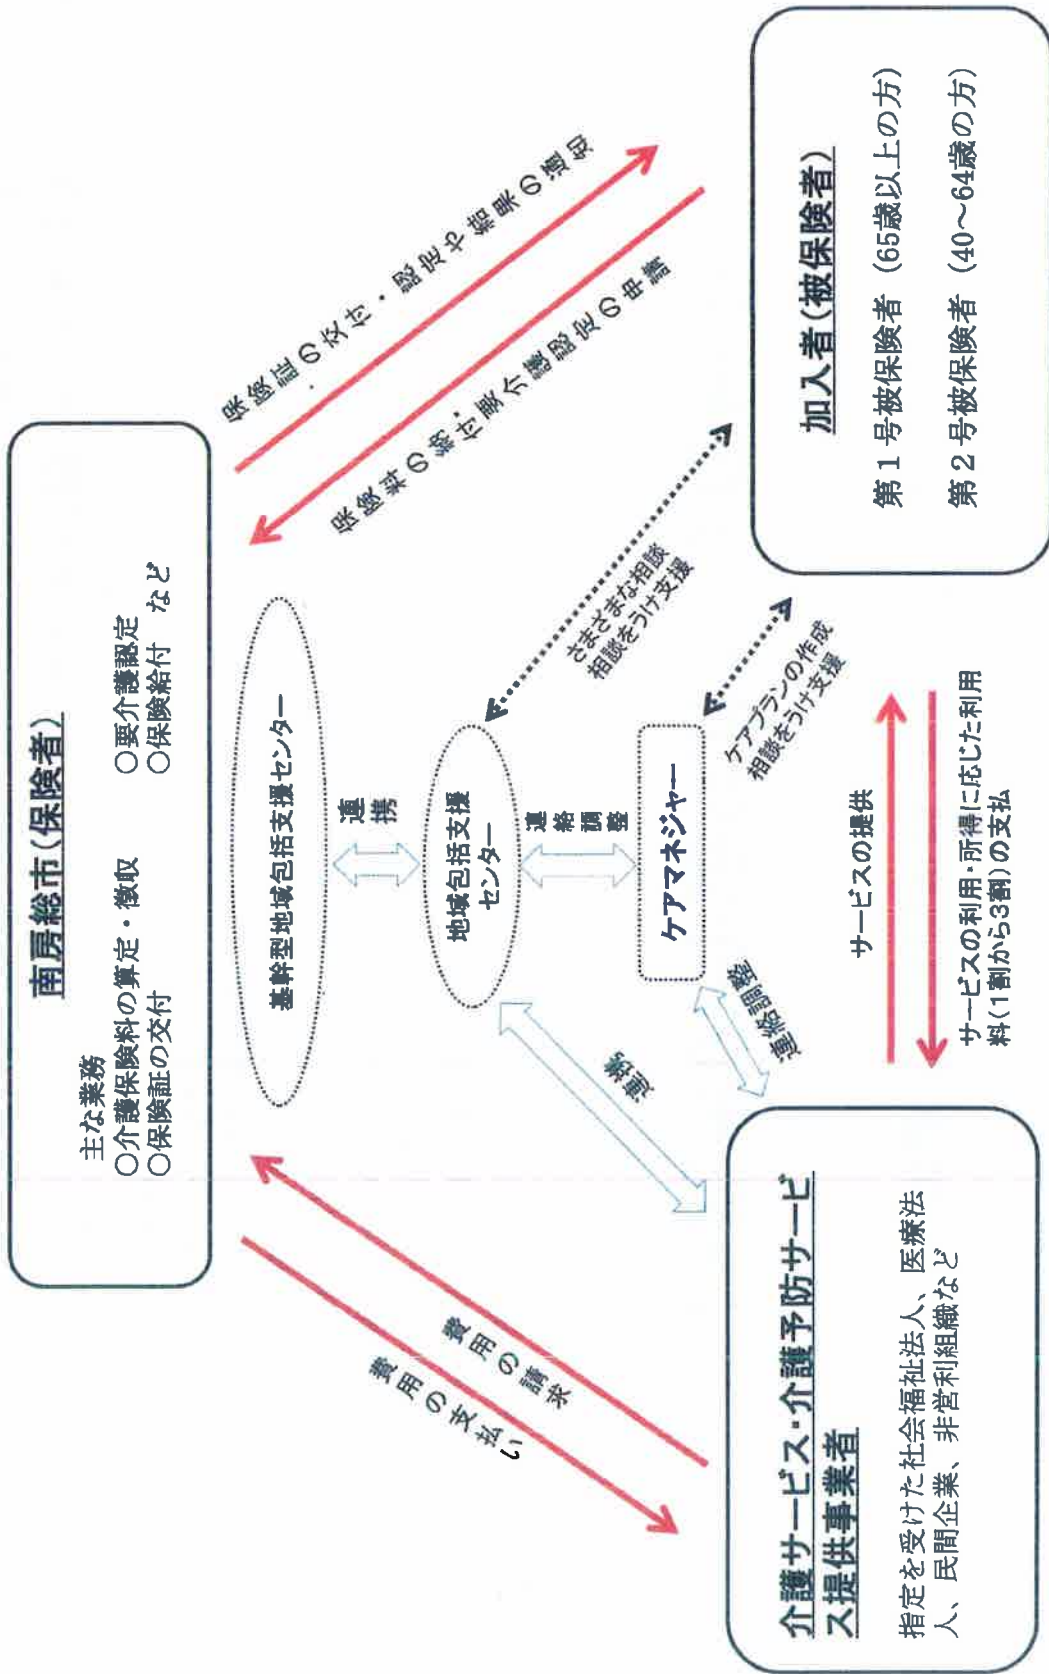 南房総市(保険者)
主な業務
○介護保険料の算定・徴収　○要介護認定
○保険証の交付　○保険給付 など
保険証の交付・認定や結果の通知
保険料の納付・要介護認定の申請
費用の請求
費用の支払い
基幹型地域包括支援センター
連携
地域包括支援
センター
連絡調整
ケアマネジャー
さまざまな相談
相談をうけ支援
ケアプランの作成
相談をうけ支援
連携
連絡調整
サービスの提供
サービスの利用・所得に応じた利用
料(1割から3割)の支払
介護サービス・介護予防サービ
ス提供事業者
指定を受けた社会福祉法人、医療法
人、民間企業、非営利組織など
加入者(被保険者)
第1号被保険者 (65歳以上の方)
第2号被保険者 (40～64歳の方)